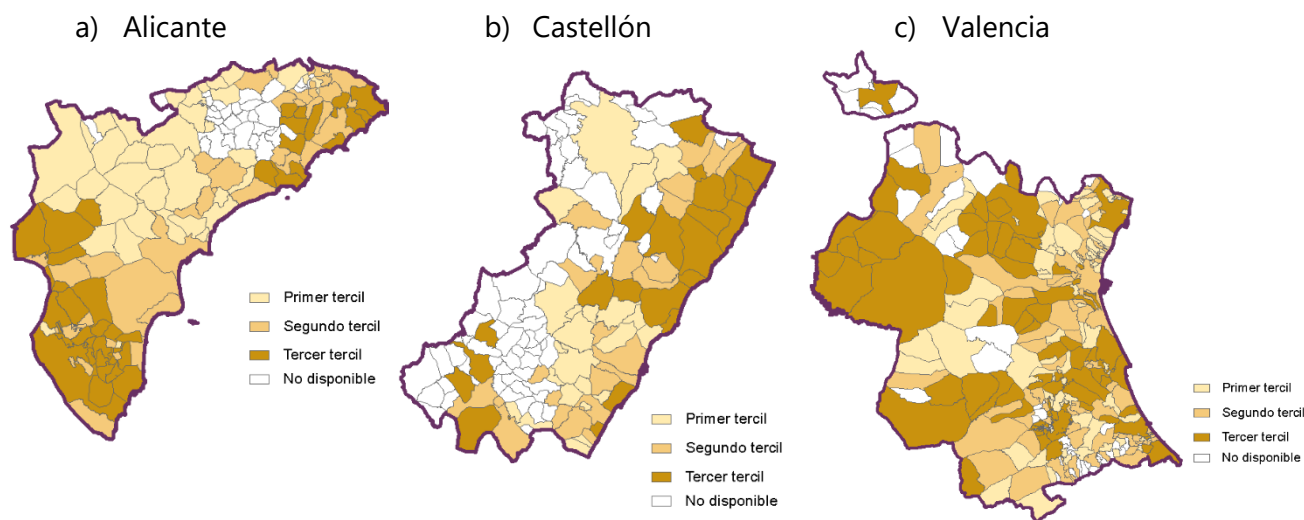 a) Alicante
b) Castellón
c) Valencia
Primer tercil
Segundo tercil
Tercer tercil
No disponible
Primer tercil
Segundo tercil
Tercer tercil
No disponible
Primer tercil
Segundo tercil
Tercer tercil
No disponible